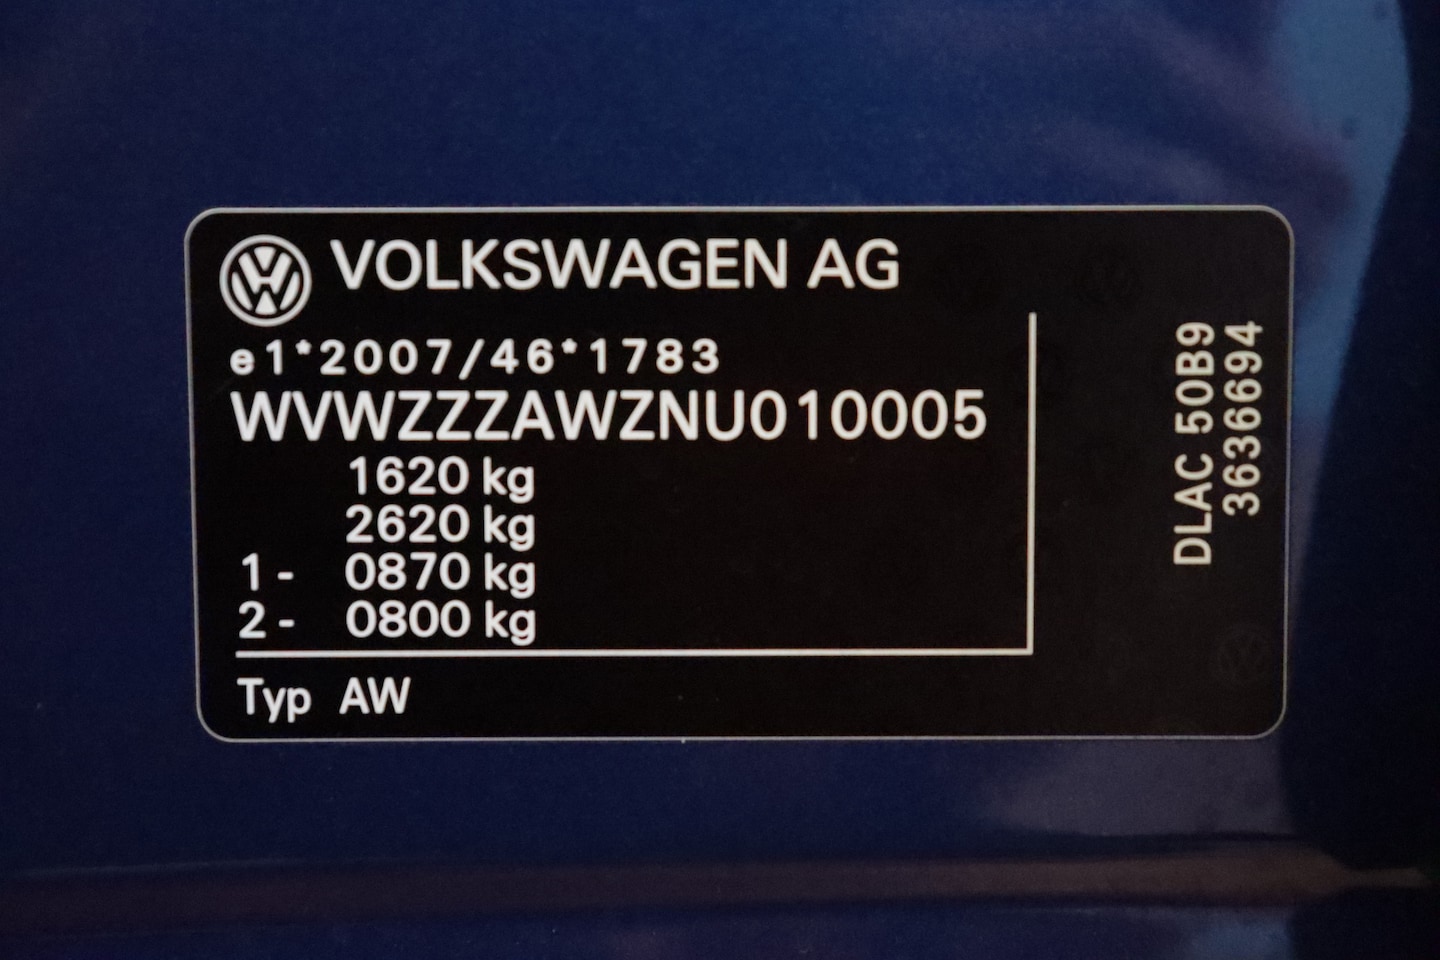 VOLKSWAGEN AG
e1*2007/46*1783
WVWZZZAWZNU010005
1620 kg
2620 kg
1- 0870 kg
2- 0800 kg
Typ AW
DLAC 50B9
3636694